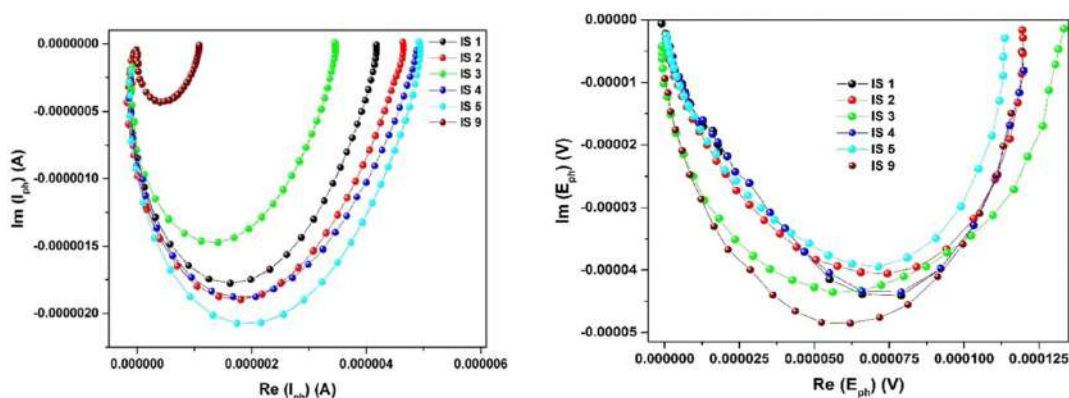 0.0000000
-0.0000005
-0.0000010
-0.0000015
-0.0000020
Im (I_ph) (A)
0.000000 0.000002 0.000004 0.000006
Re (I_ph) (A)
IS 1
IS 2
IS 3
IS 4
IS 5
IS 9
0.00000
-0.00001
-0.00002
-0.00003
-0.00004
-0.00005
Im (E_ph) (V)
0.000000 0.000025 0.000050 0.000075 0.000100 0.000125
Re (E_ph) (V)
IS 1
IS 2
IS 3
IS 4
IS 5
IS 9